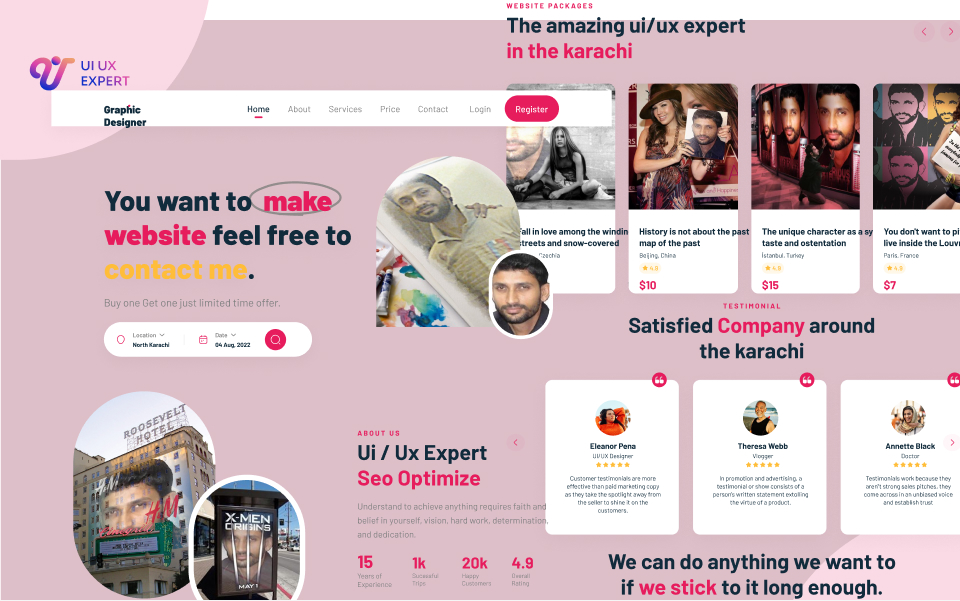 UI UX
EXPERT
Graphic
Designer
Home
About
Services
Price
Contact
Login
Register
You want to make
website feel free to
contact me.
Buy one Get one just limited time offer.
Location
North Karachi
Date
04 Aug, 2022
WEBSITE PACKAGES
The amazing ui/ux expert
in the karachi
Fall in love among the windin
streets and snow-covered
Czechia
History is not about the past
map of the past
Beijing, China
4.9
$10
The unique character as a sy
taste and ostentation
İstanbul, Turkey
4.9
$15
You don't want to pi
live inside the Louvr
Paris, France
4.9
$7
TESTIMONIAL
Satisfied Company around
the karachi
Eleanor Pena
UI/UX Designer
Customer testimonials are more
effective than paid marketing copy
as they take the spotlight away from
the seller to shine it on the
customers.
Theresa Webb
Vlogger
In promotion and advertising, a
testimonial or show consists of a
person's written statement extolling
the virtue of a product.
Annette Black
Doctor
Testimonials work because they
aren't strong sales pitches, they
come across in an unbiased voice
and establish trust
ROOSEVELT
HOTEL
H&M
X-MEN
ORIGINS
MAY 1
ABOUT US
Ui / Ux Expert
Seo Optimize
Understand to achieve anything requires faith and
belief in yourself, vision, hard work, determination,
and dedication.
15
Years of
Experience
1k
Sucessful
Trips
20k
Happy
Customers
4.9
Overall
Rating
We can do anything we want to
if we stick to it long enough.